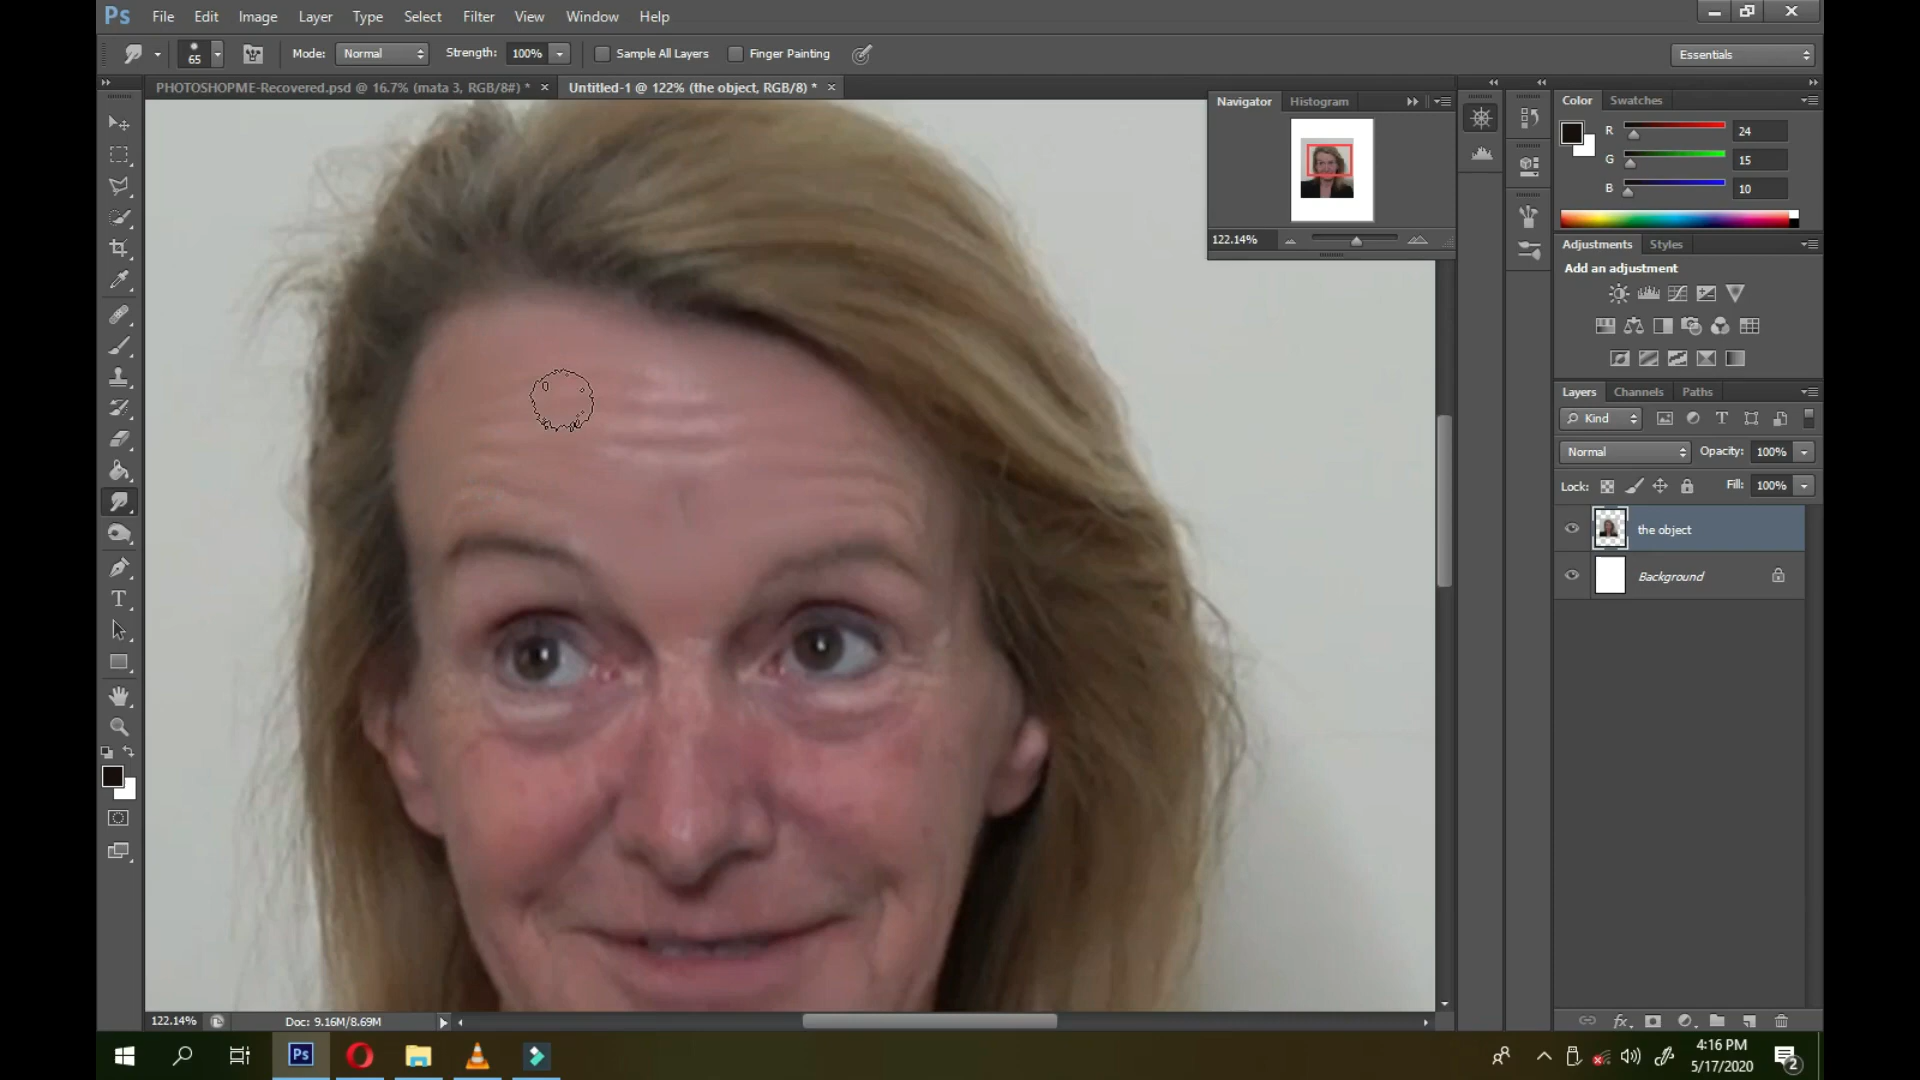 Ps File Edit Image Layer Type Select Filter View Window Help
65 Mode: Normal Strength: 100% Sample All Layers Finger Painting Essentials
PHOTOSHOPME-Recovered.psd @ 16.7% (mata 3, RGB/8#) * × Untitled-1 @ 122% (the object, RGB/8) * ×
Navigator Histogram
122.14%
Color Swatches
R 24
G 15
B 10
Adjustments Styles
Add an adjustment
Layers Channels Paths
Kind
Normal Opacity: 100%
Lock: Fill: 100%
the object
Background
122.14% Doc: 9.16M/8.69M
Ps
4:16 PM
5/17/2020
2